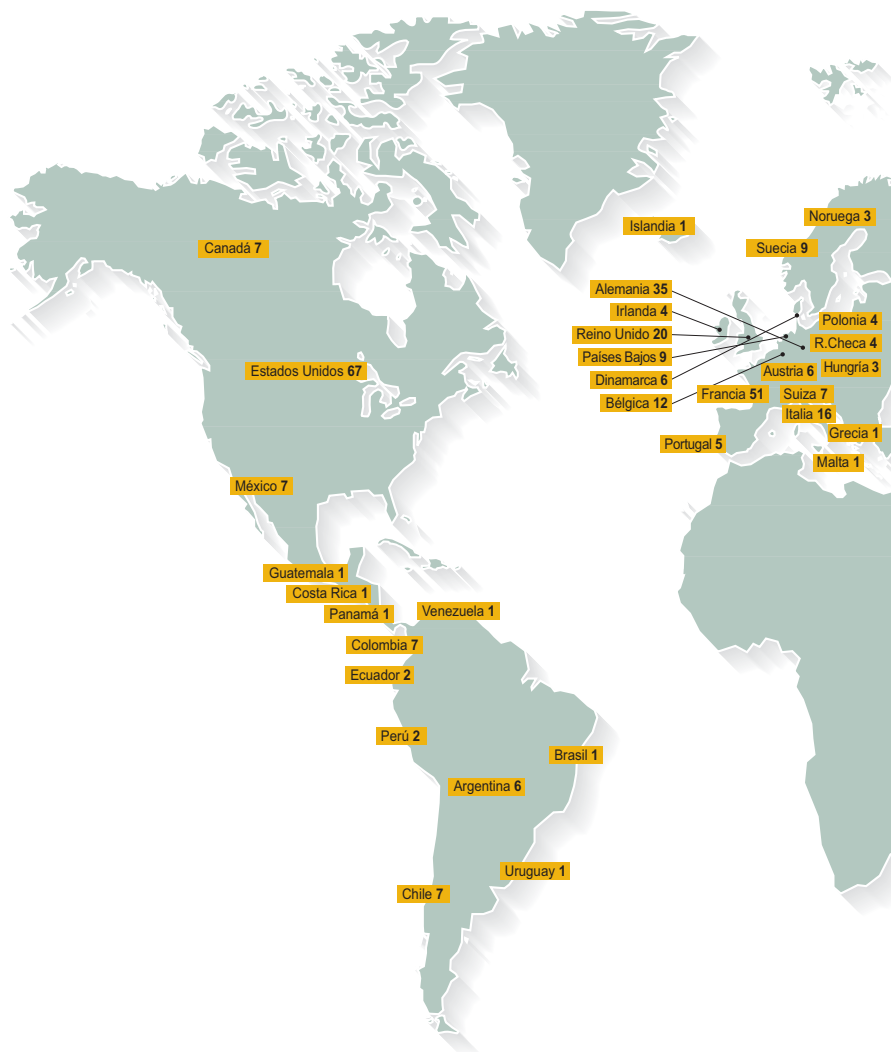 Noruega 3
Islandia 1
Canadá 7
Suecia 9
Alemania 35
Irlanda 4
Polonia 4
Reino Unido 20
R.Checa 4
Países Bajos 9
Estados Unidos 67
Austria 6
Hungría 3
Dinamarca 6
Francia 51
Suiza 7
Bélgica 12
Italia 16
Grecia 1
Portugal 5
Malta 1
México 7
Guatemala 1
Costa Rica 1
Panamá 1
Venezuela 1
Colombia 7
Ecuador 2
Perú 2
Brasil 1
Argentina 6
Uruguay 1
Chile 7